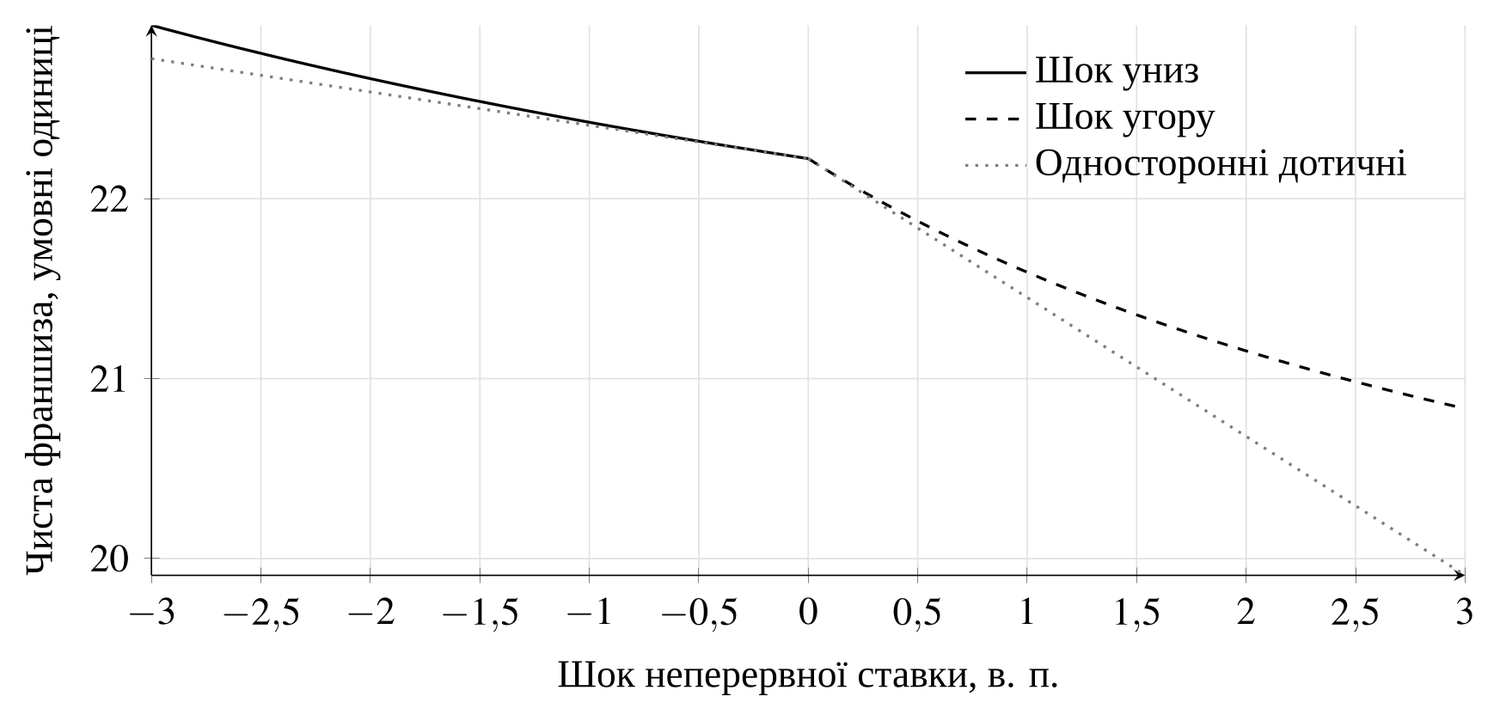 Чиста франшиза, умовні одиниці
Шок униз
Шок угору
Односторонні дотичні
22
21
20
−3 −2,5 −2 −1,5 −1 −0,5 0 0,5 1 1,5 2 2,5 3
Шок неперервної ставки, в. п.